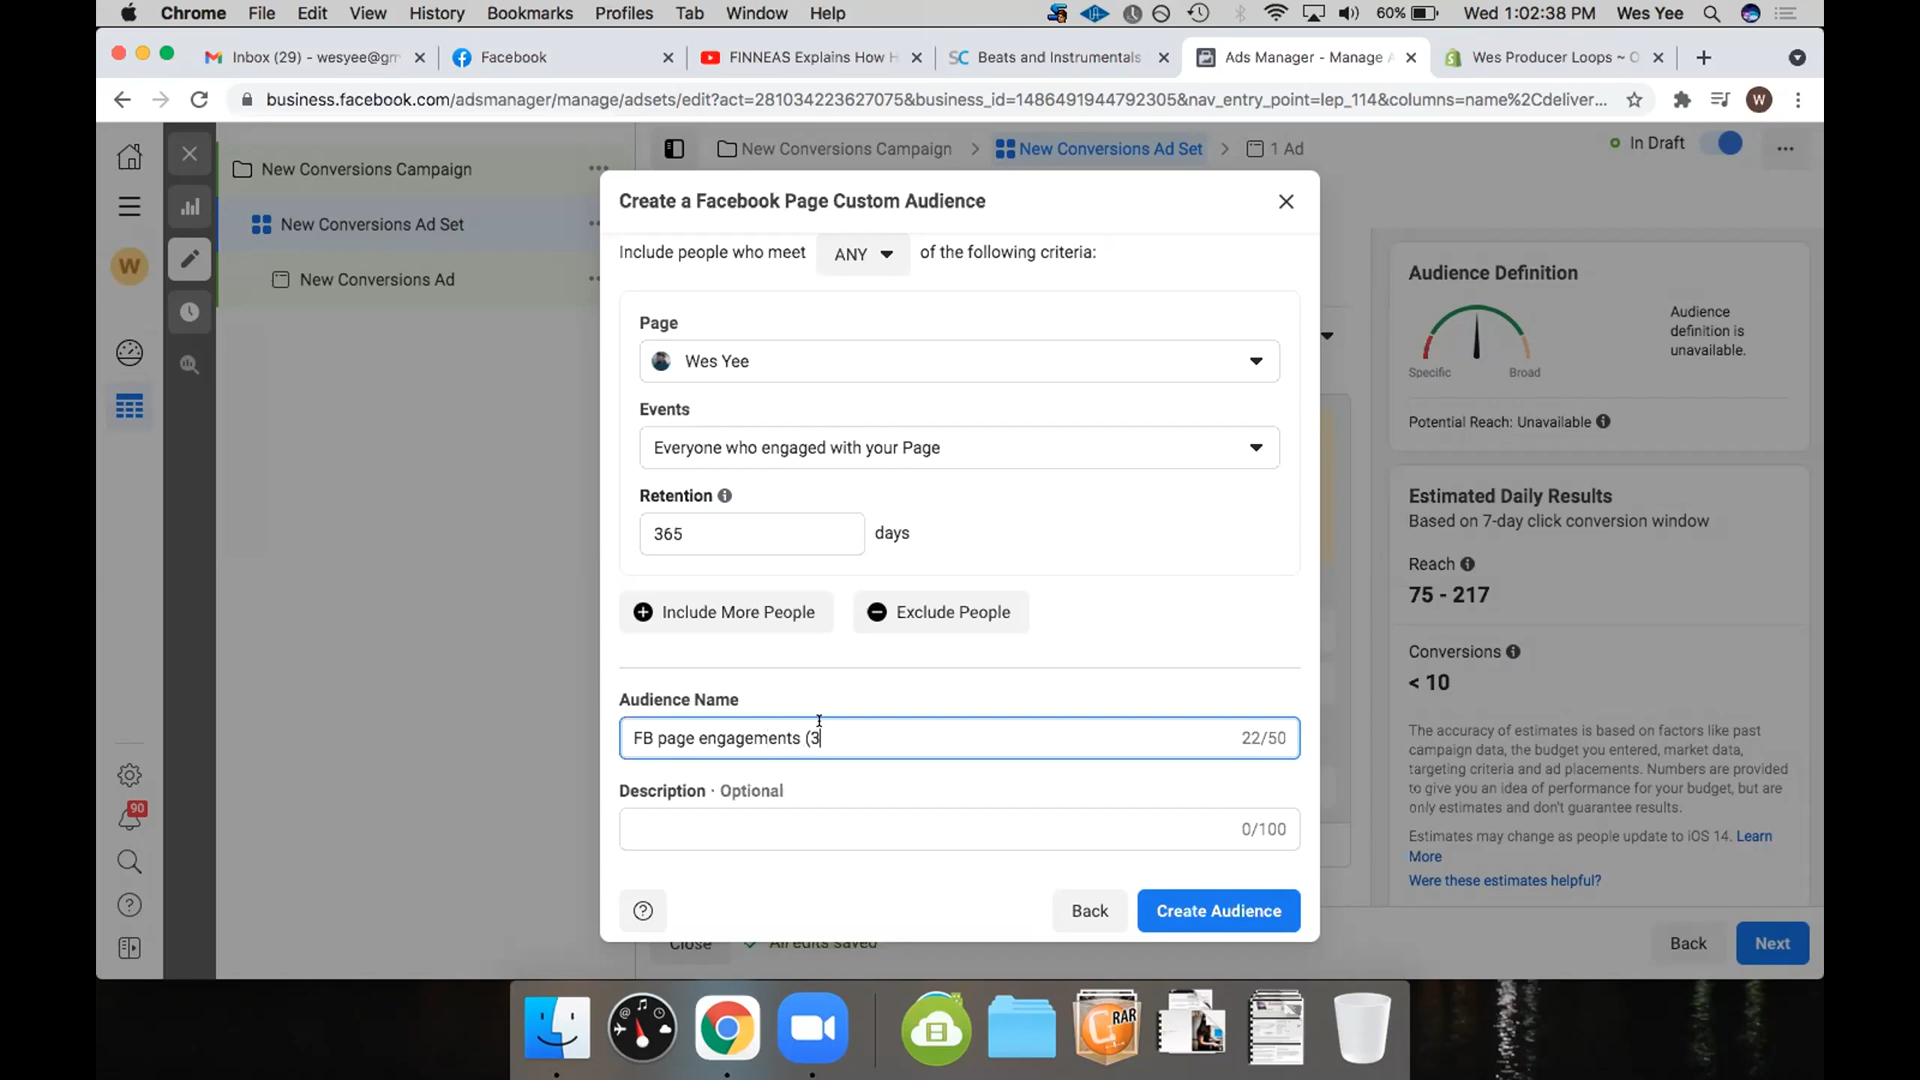 Chrome File Edit View History Bookmarks Profiles Tab Window Help 60% Wed 1:02:38 PM Wes Yee
Inbox (29) - wesyee@gm Facebook FINNEAS Explains How H SC Beats and Instrumentals Ads Manager - Manage A Wes Producer Loops ~ O
business.facebook.com/adsmanager/manage/adsets/edit?act=281034223627075&business_id=1486491944792305&nav_entry_point=lep_114&columns=name%2Cdeliver... W
New Conversions Campaign
New Conversions Ad Set
New Conversions Ad
W
90
New Conversions Campaign > New Conversions Ad Set > 1 Ad
In Draft
Create a Facebook Page Custom Audience
Include people who meet ANY of the following criteria:
Page
Wes Yee
Events
Everyone who engaged with your Page
Retention
365 days
Include More People Exclude People
Audience Name
FB page engagements (3 22/50
Description · Optional
0/100
Back Create Audience
Close All edits saved
Audience Definition
Audience
definition is
unavailable.
Specific Broad
Potential Reach: Unavailable
Estimated Daily Results
Based on 7-day click conversion window
Reach
75 - 217
Conversions
< 10
The accuracy of estimates is based on factors like past
campaign data, the budget you entered, market data,
targeting criteria and ad placements. Numbers are provided
to give you an idea of performance for your budget, but are
only estimates and don't guarantee results.
Estimates may change as people update to iOS 14. Learn
More
Were these estimates helpful?
Back Next
RAR